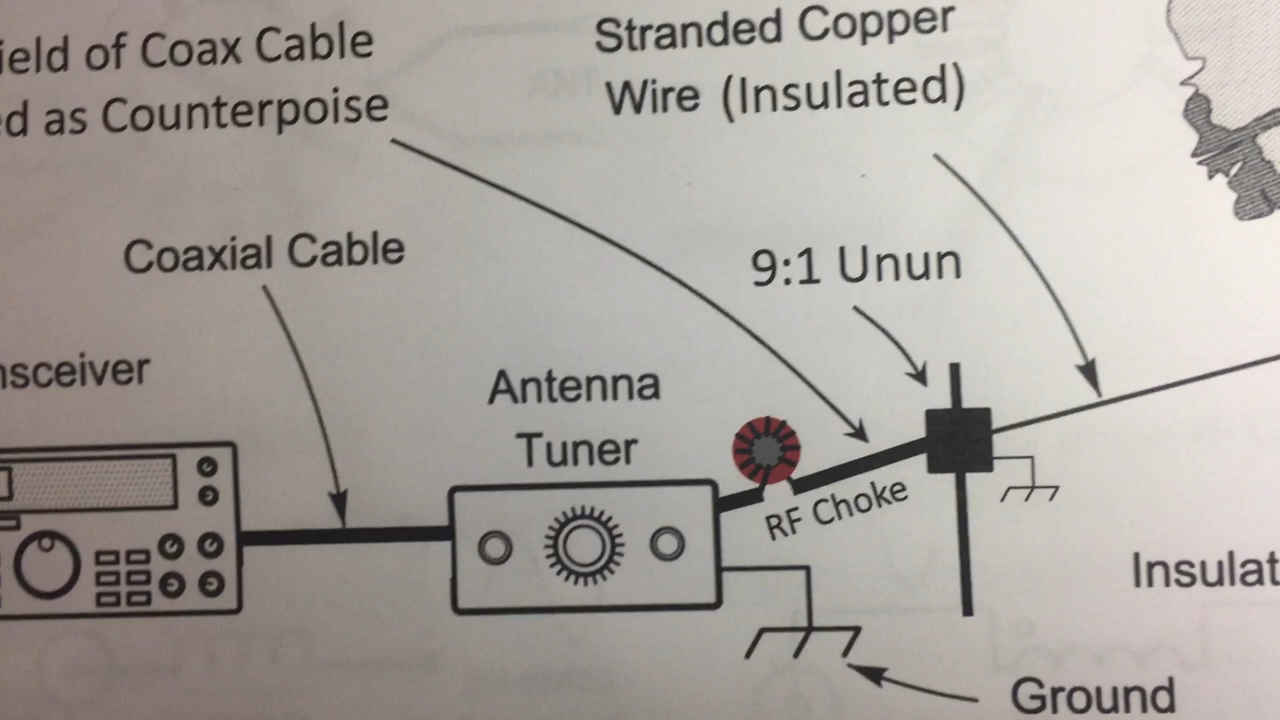 ield of Coax Cable
ed as Counterpoise
Stranded Copper
Wire (Insulated)
Coaxial Cable
9:1 Unun
nsceiver
Antenna
Tuner
RF Choke
Insulat
Ground